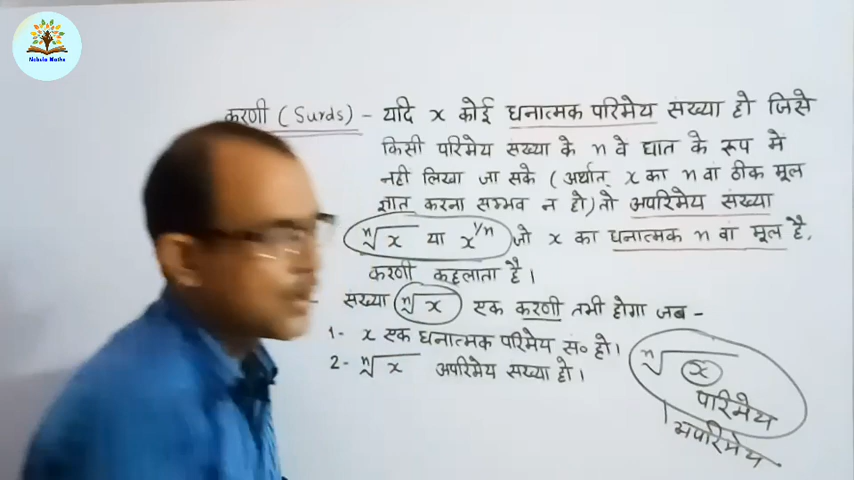 Nebula Maths
करणी (Surds) - यदि x कोई धनात्मक परिमेय संख्या हो जिसे
किसी परिमेय संख्या के n वे घात के रूप में
नही लिखा जा सके (अर्थात् x का n वां ठीक मूल
ज्ञात करना सम्भव न हो) तो अपरिमेय संख्या
ⁿ√x या x^1/n जो x का धनात्मक n वां मूल है,
करणी कहलाता है।
संख्या ⁿ√x एक करणी तभी होगा जब -
1- x एक धनात्मक परिमेय सं० हो।
2- ⁿ√x अपरिमेय संख्या हो।
ⁿ√x
परिमेय
अपरिमेय